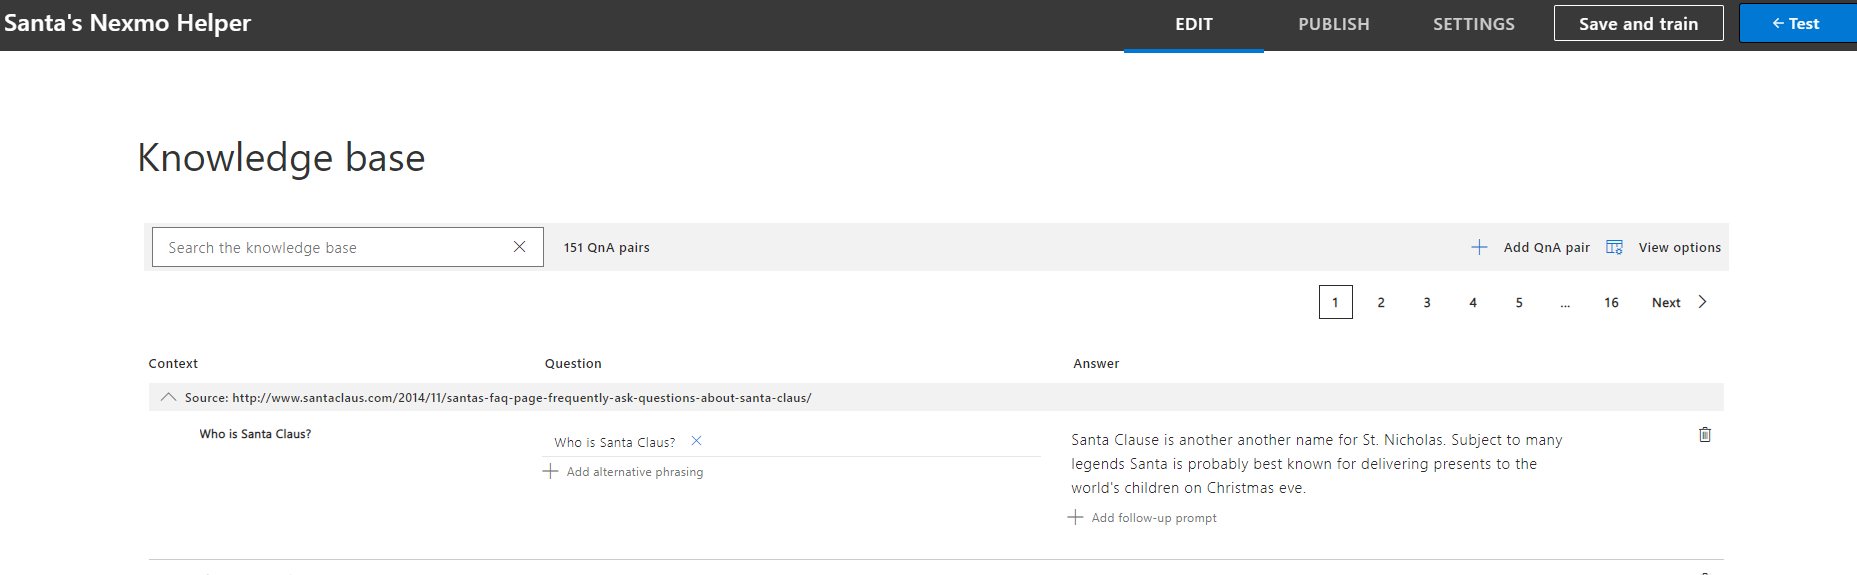 Santa's Nexmo Helper
EDIT
PUBLISH
SETTINGS
Save and train
← Test
Knowledge base
Search the knowledge base
151 QnA pairs
Add QnA pair
View options
1 2 3 4 5 ... 16 Next
Context
Question
Answer
Source: http://www.santaclaus.com/2014/11/santas-faq-page-frequently-ask-questions-about-santa-claus/
Who is Santa Claus?
Who is Santa Claus?
Add alternative phrasing
Santa Clause is another another name for St. Nicholas. Subject to many
legends Santa is probably best known for delivering presents to the
world's children on Christmas eve.
Add follow-up prompt